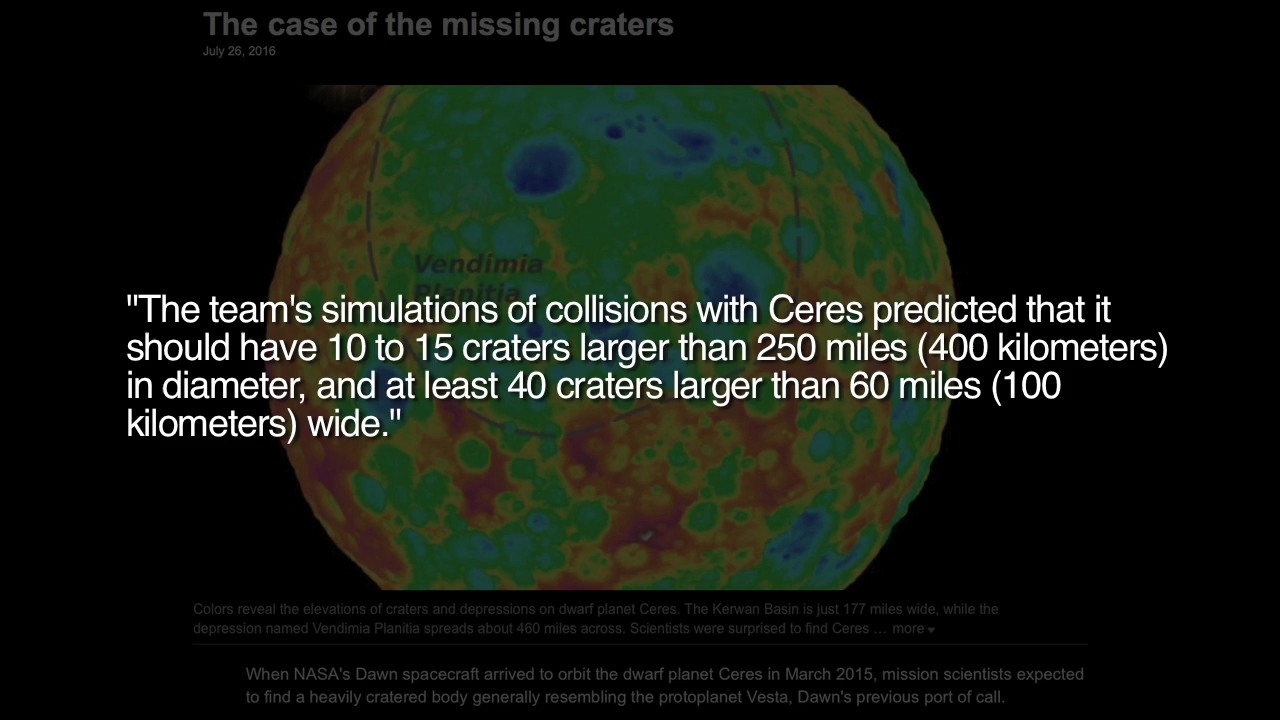 The case of the missing craters
July 26, 2016
Vendimia
Planitia
"The team's simulations of collisions with Ceres predicted that it
should have 10 to 15 craters larger than 250 miles (400 kilometers)
in diameter, and at least 40 craters larger than 60 miles (100
kilometers) wide."
Colors reveal the elevations of craters and depressions on dwarf planet Ceres. The Kerwan Basin is just 177 miles wide, while the
depression named Vendimia Planitia spreads about 460 miles across. Scientists were surprised to find Ceres … more
When NASA's Dawn spacecraft arrived to orbit the dwarf planet Ceres in March 2015, mission scientists expected
to find a heavily cratered body generally resembling the protoplanet Vesta, Dawn's previous port of call.